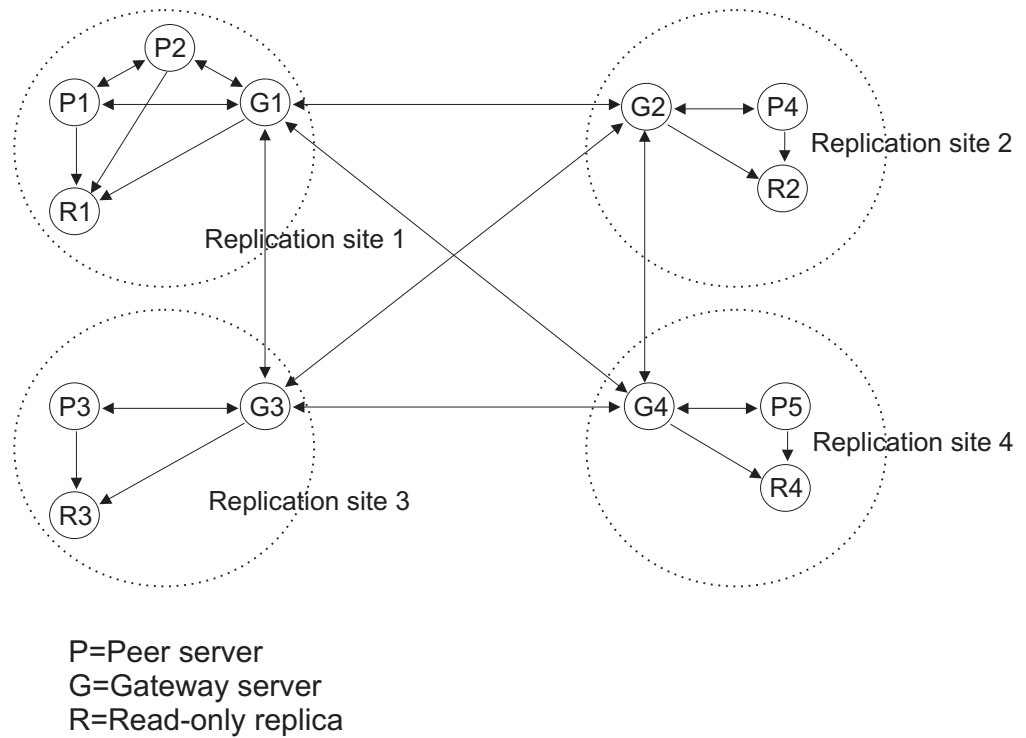 P2
P1
G1
R1
Replication site 1
G2
P4
Replication site 2
R2
P3
G3
R3
Replication site 3
G4
P5
Replication site 4
R4
P=Peer server
G=Gateway server
R=Read-only replica